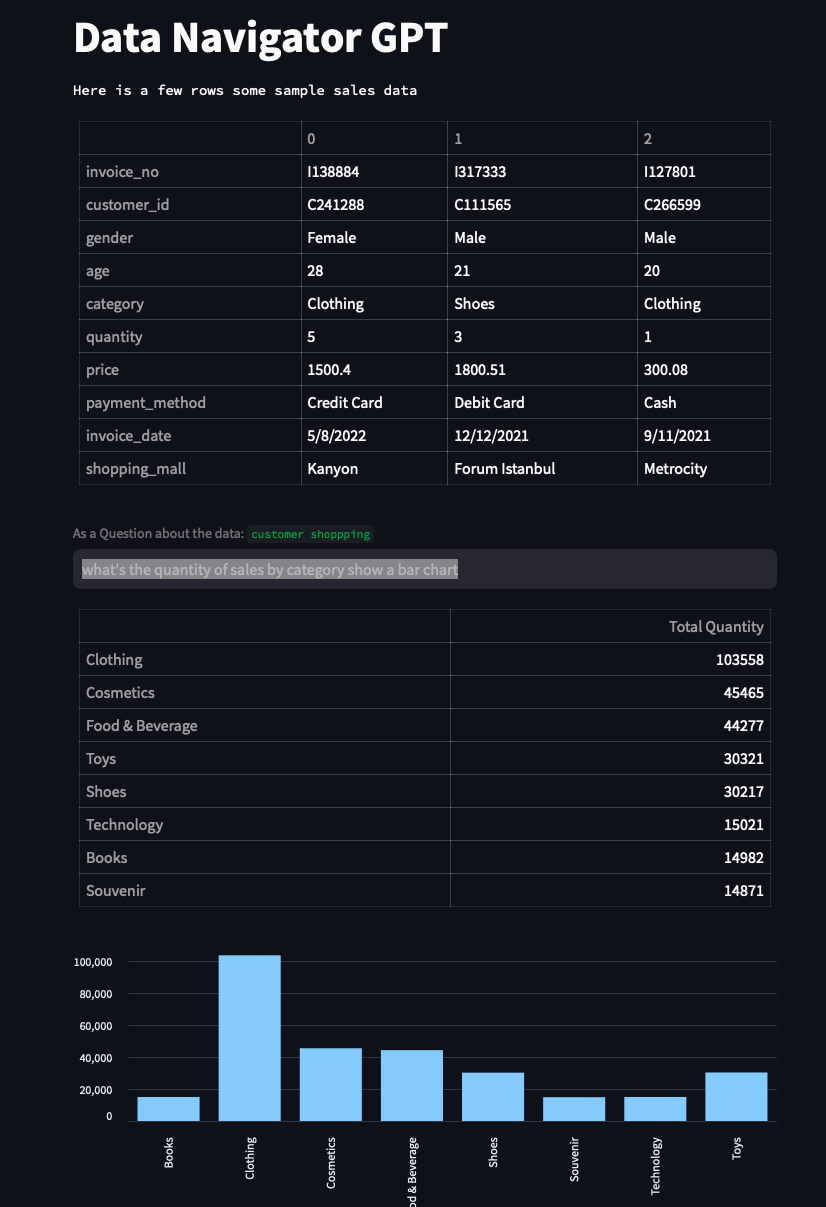 Data Navigator GPT
Here is a few rows some sample sales data
0 1 2
invoice_no I138884 I317333 I127801
customer_id C241288 C111565 C266599
gender Female Male Male
age 28 21 20
category Clothing Shoes Clothing
quantity 5 3 1
price 1500.4 1800.51 300.08
payment_method Credit Card Debit Card Cash
invoice_date 5/8/2022 12/12/2021 9/11/2021
shopping_mall Kanyon Forum Istanbul Metrocity
As a Question about the data: customer shoppping
what's the quantity of sales by category show a bar chart
Total Quantity
Clothing 103558
Cosmetics 45465
Food & Beverage 44277
Toys 30321
Shoes 30217
Technology 15021
Books 14982
Souvenir 14871
100,000
80,000
60,000
40,000
20,000
0
Books
Clothing
Cosmetics
od & Beverage
Shoes
Souvenir
Technology
Toys